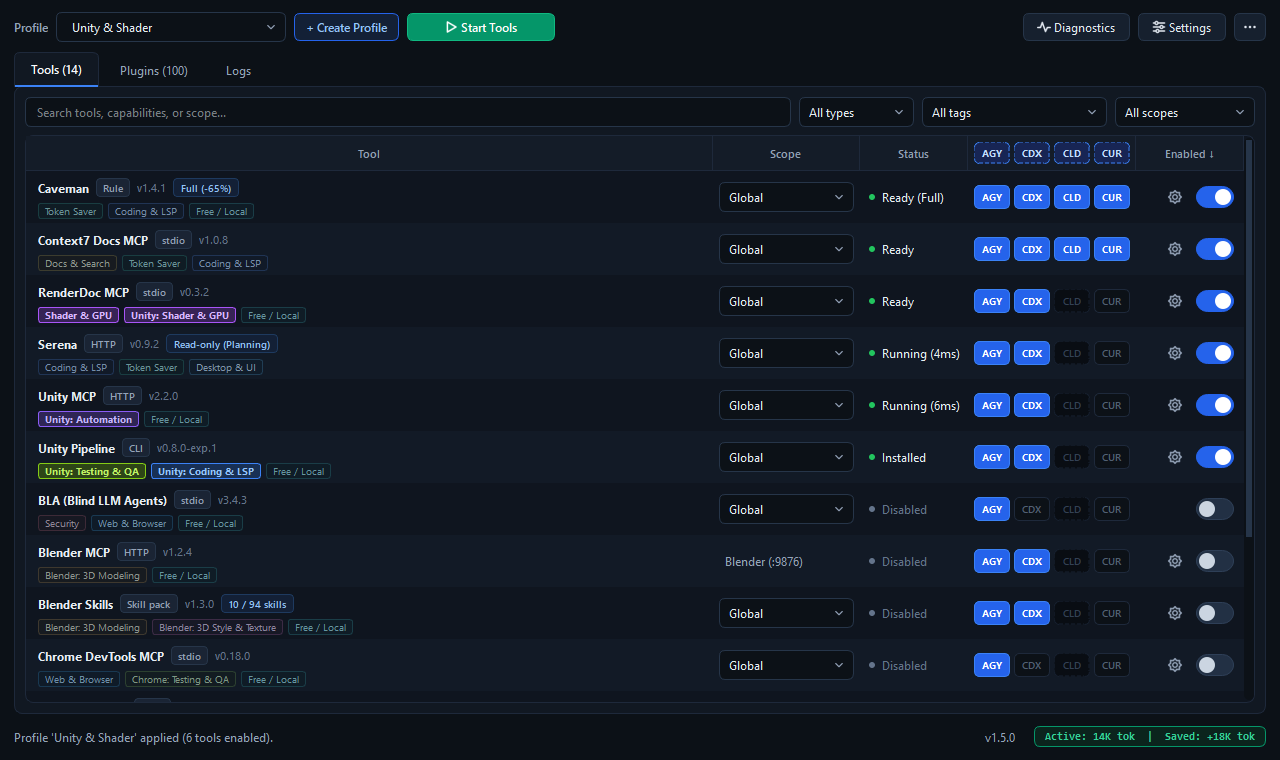 Profile Unity & Shader + Create Profile Start Tools Diagnostics Settings ...
Tools (14) Plugins (100) Logs
Search tools, capabilities, or scope... All types All tags All scopes
Tool Scope Status AGY CDX CLD CUR Enabled ↓
Caveman Rule v1.4.1 Full (-65%) Global Ready (Full) AGY CDX CLD CUR
Token Saver Coding & LSP Free / Local
Context7 Docs MCP stdio v1.0.8 Global Ready AGY CDX CLD CUR
Docs & Search Token Saver Coding & LSP
RenderDoc MCP stdio v0.3.2 Global Ready AGY CDX CLD CUR
Shader & GPU Unity: Shader & GPU Free / Local
Serena HTTP v0.9.2 Read-only (Planning) Global Running (4ms) AGY CDX CLD CUR
Coding & LSP Token Saver Desktop & UI
Unity MCP HTTP v2.2.0 Global Running (6ms) AGY CDX CLD CUR
Unity: Automation Free / Local
Unity Pipeline CLI v0.8.0-exp.1 Global Installed AGY CDX CLD CUR
Unity: Testing & QA Unity: Coding & LSP Free / Local
BLA (Blind LLM Agents) stdio v3.4.3 Global Disabled AGY CDX CLD CUR
Security Web & Browser Free / Local
Blender MCP HTTP v1.2.4 Blender (:9876) Disabled AGY CDX CLD CUR
Blender: 3D Modeling Free / Local
Blender Skills Skill pack v1.3.0 10 / 94 skills Global Disabled AGY CDX CLD CUR
Blender: 3D Modeling Blender: 3D Style & Texture Free / Local
Chrome DevTools MCP stdio v0.18.0 Global Disabled AGY CDX CLD CUR
Web & Browser Chrome: Testing & QA Free / Local
Profile 'Unity & Shader' applied (6 tools enabled). v1.5.0 Active: 14K tok | Saved: +18K tok